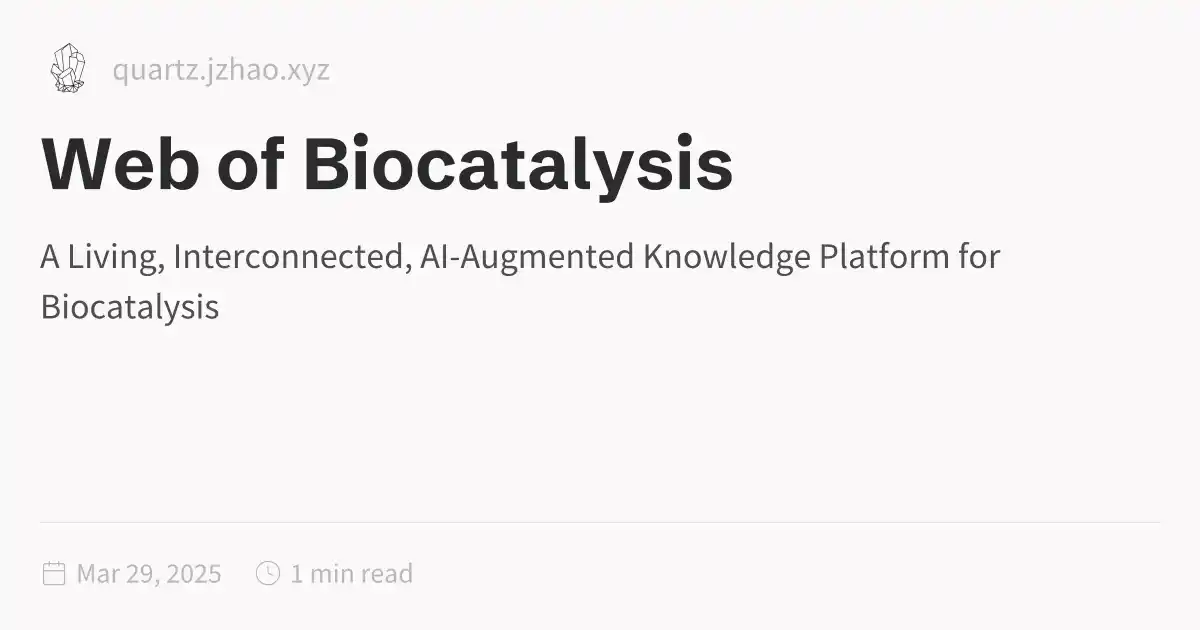 quartz.jzhao.xyz
Web of Biocatalysis
A Living, Interconnected, AI-Augmented Knowledge Platform for
Biocatalysis
Mar 29, 2025
1 min read